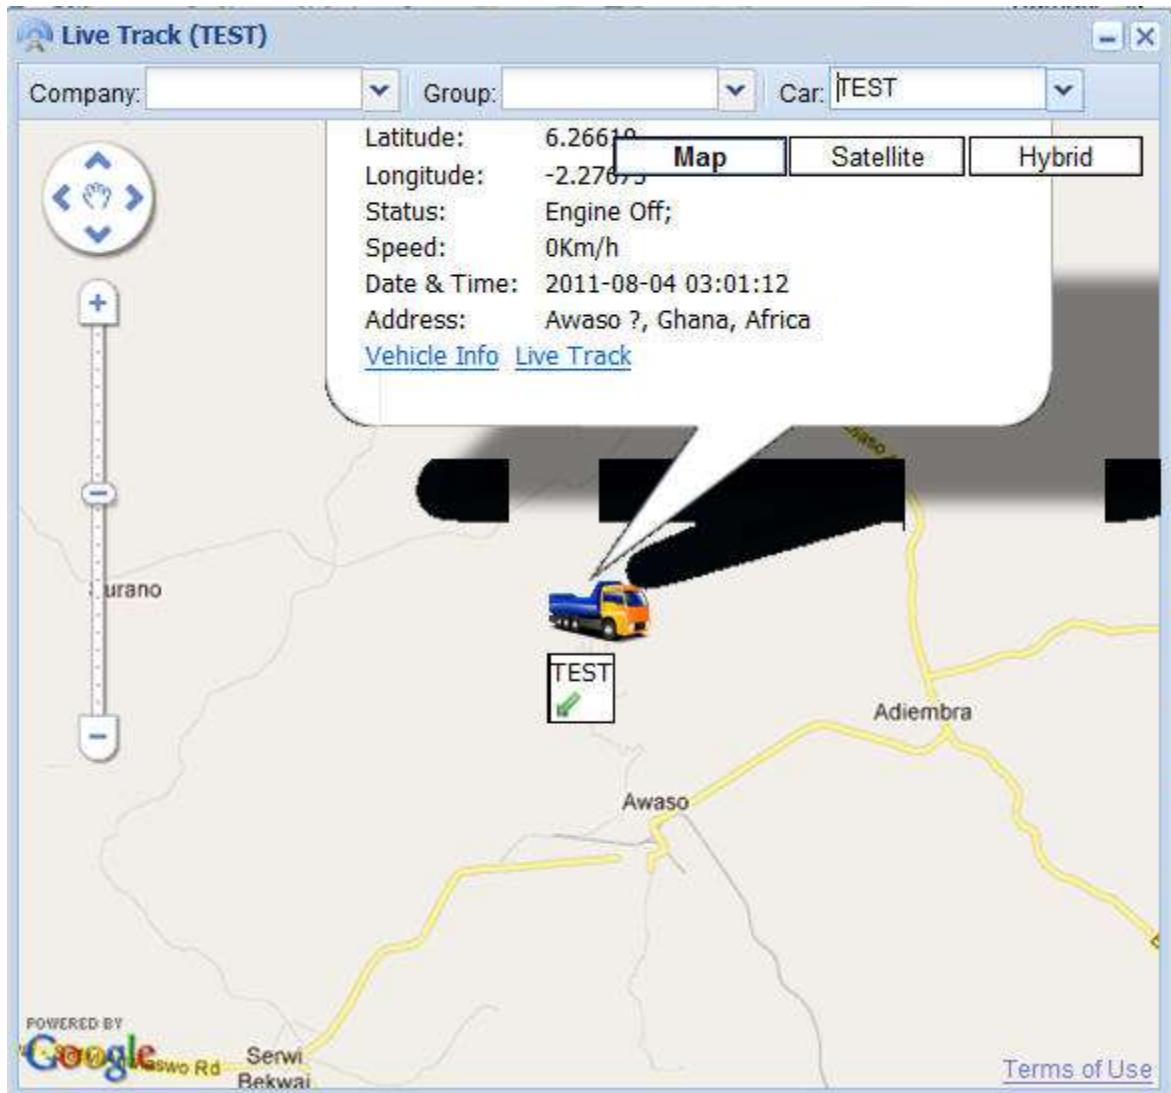 Live Track (TEST)
Company: Group: Car: TEST
Map Satellite Hybrid
Latitude:
Longitude:
Status: Engine Off;
Speed: 0Km/h
Date & Time: 2011-08-04 03:01:12
Address: Awaso ?, Ghana, Africa
Vehicle Info Live Track
TEST
Adiembra
Awaso
POWERED BY
Google
Rd
Serwi
Bekwai
Terms of Use